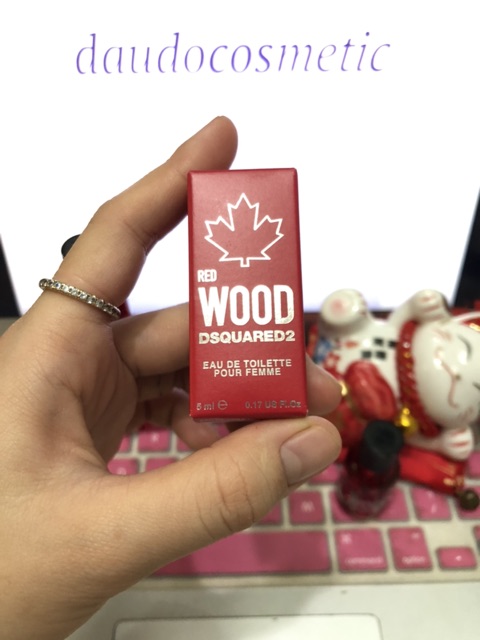 daudocosmetic
RED
WOOD
DSQUARED2
EAU DE TOILETTE
POUR FEMME
5 ml ℮ 0.17 US Fl.Oz